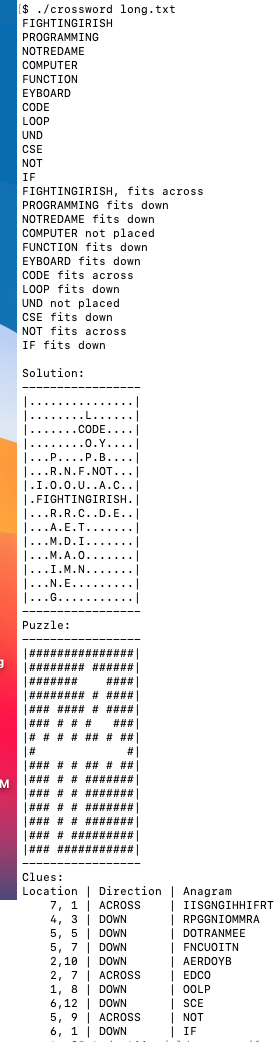 $ ./crossword long.txt
FIGHTINGIRISH
PROGRAMMING
NOTREDAME
COMPUTER
FUNCTION
EYBOARD
CODE
LOOP
UND
CSE
NOT
IF
FIGHTINGIRISH, fits across
PROGRAMMING fits down
NOTREDAME fits down
COMPUTER not placed
FUNCTION fits down
EYBOARD fits down
CODE fits across
LOOP fits down
UND not placed
CSE fits down
NOT fits across
IF fits down
Solution:
-----------------
|...............|
|........L......|
|.......CODE....|
|........O.Y....|
|...P....P.B....|
|...R.N.F.NOT...|
|.I.O.O.U.A.C..|
|.FIGHTINGIRISH.|
|...R.R.C..D.E..|
|...A.E.T.......|
|...M.D.I.......|
|...M.A.O.......|
|...I.M.N.......|
|...N.E.........|
|...G...........|
-----------------
Puzzle:
-----------------
|###############|
|######## ######|
|#######    ####|
|######## # ####|
|### #### # ####|
|### # # #   ###|
|# # # # ## # ##|
|#             #|
|### # # ## # ##|
|### # # #######|
|### # # #######|
|### # # #######|
|### # # #######|
|### # #########|
|### ###########|
-----------------
Clues:
Location | Direction | Anagram
7, 1 | ACROSS | IISGNGIHHIFRT
4, 3 | DOWN | RPGGNIOMMRA
5, 5 | DOWN | DOTRANMEE
5, 7 | DOWN | FNCUOITN
2,10 | DOWN | AERDOYB
2, 7 | ACROSS | EDCO
1, 8 | DOWN | OOLP
6,12 | DOWN | SCE
5, 9 | ACROSS | NOT
6, 1 | DOWN | IF